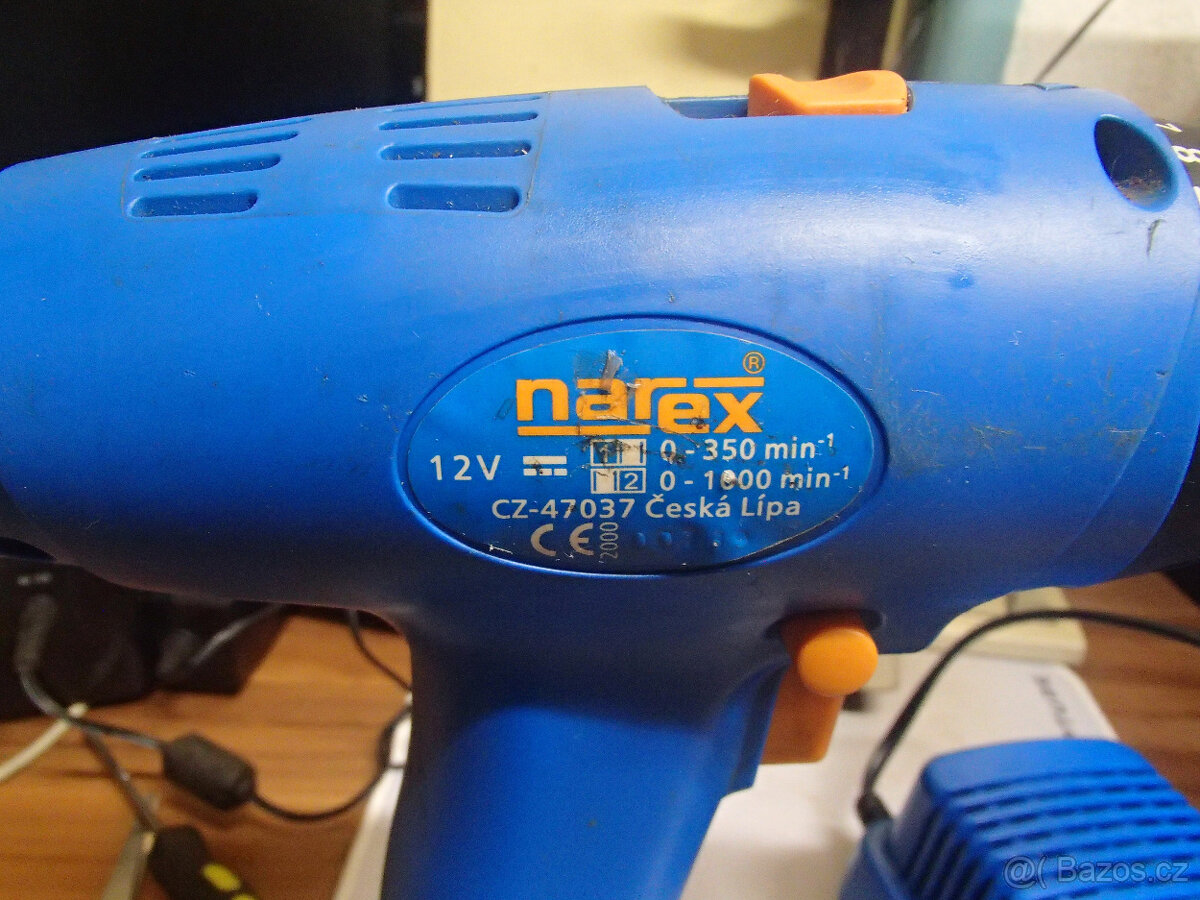 narex®
12V
1 0 - 350 min⁻¹
2 0 - 1000 min⁻¹
CZ-47037 Česká Lípa
CE 2000
8
@( Bazos.cz